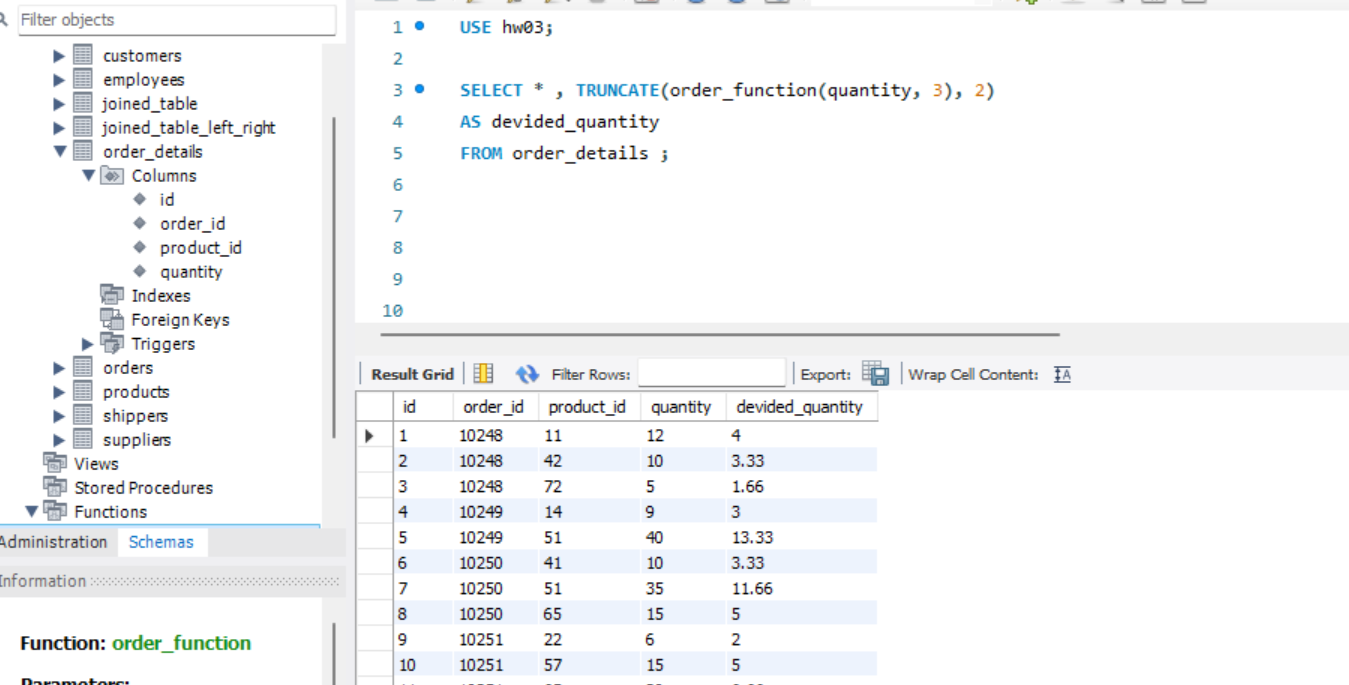 Filter objects
customers
employees
joined_table
joined_table_left_right
order_details
Columns
id
order_id
product_id
quantity
Indexes
Foreign Keys
Triggers
orders
products
shippers
suppliers
Views
Stored Procedures
Functions
Administration Schemas
Information
Function: order_function
Parameters:
1 USE hw03;
2
3 SELECT * , TRUNCATE(order_function(quantity, 3), 2)
4 AS devided_quantity
5 FROM order_details ;
6
7
8
9
10
Result Grid Filter Rows: Export: Wrap Cell Content: IA
id order_id product_id quantity devided_quantity
1 10248 11 12 4
2 10248 42 10 3.33
3 10248 72 5 1.66
4 10249 14 9 3
5 10249 51 40 13.33
6 10250 41 10 3.33
7 10250 51 35 11.66
8 10250 65 15 5
9 10251 22 6 2
10 10251 57 15 5